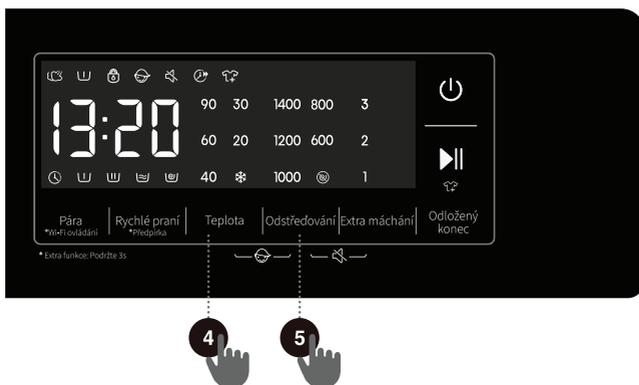 13:20
90 30 1400 800 3
60 20 1200 600 2
40 1000 1
Pára
*Wi-Fi ovládání
Rychlé praní
*Předpírka
Teplota
Odstřeďování
Extra máchání
Odložený
konec
* Extra funkce: Podržte 3s
4 5